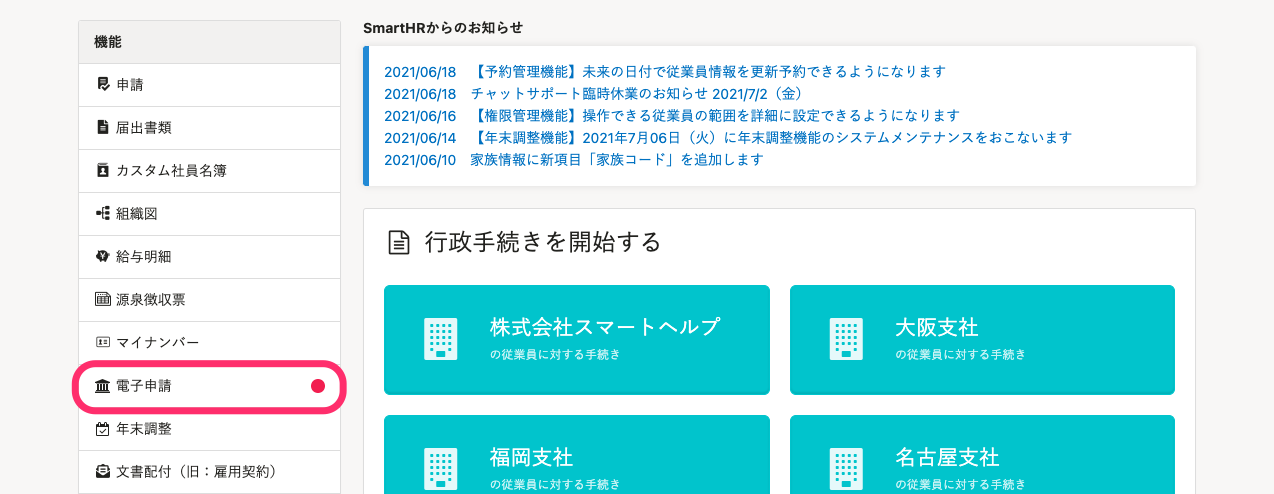 機能
申請
届出書類
カスタム社員名簿
組織図
給与明細
源泉徴収票
マイナンバー
電子申請
年末調整
文書配付（旧：雇用契約）
SmartHRからのお知らせ
2021/06/18 【予約管理機能】未来の日付で従業員情報を更新予約できるようになります
2021/06/18 チャットサポート臨時休業のお知らせ 2021/7/2（金）
2021/06/16 【権限管理機能】操作できる従業員の範囲を詳細に設定できるようになります
2021/06/14 【年末調整機能】2021年7月06日（火）に年末調整機能のシステムメンテナンスをおこないます
2021/06/10 家族情報に新項目「家族コード」を追加します
行政手続きを開始する
株式会社スマートヘルプ
の従業員に対する手続き
大阪支社
の従業員に対する手続き
福岡支社
の従業員に対する手続き
名古屋支社
の従業員に対する手続き